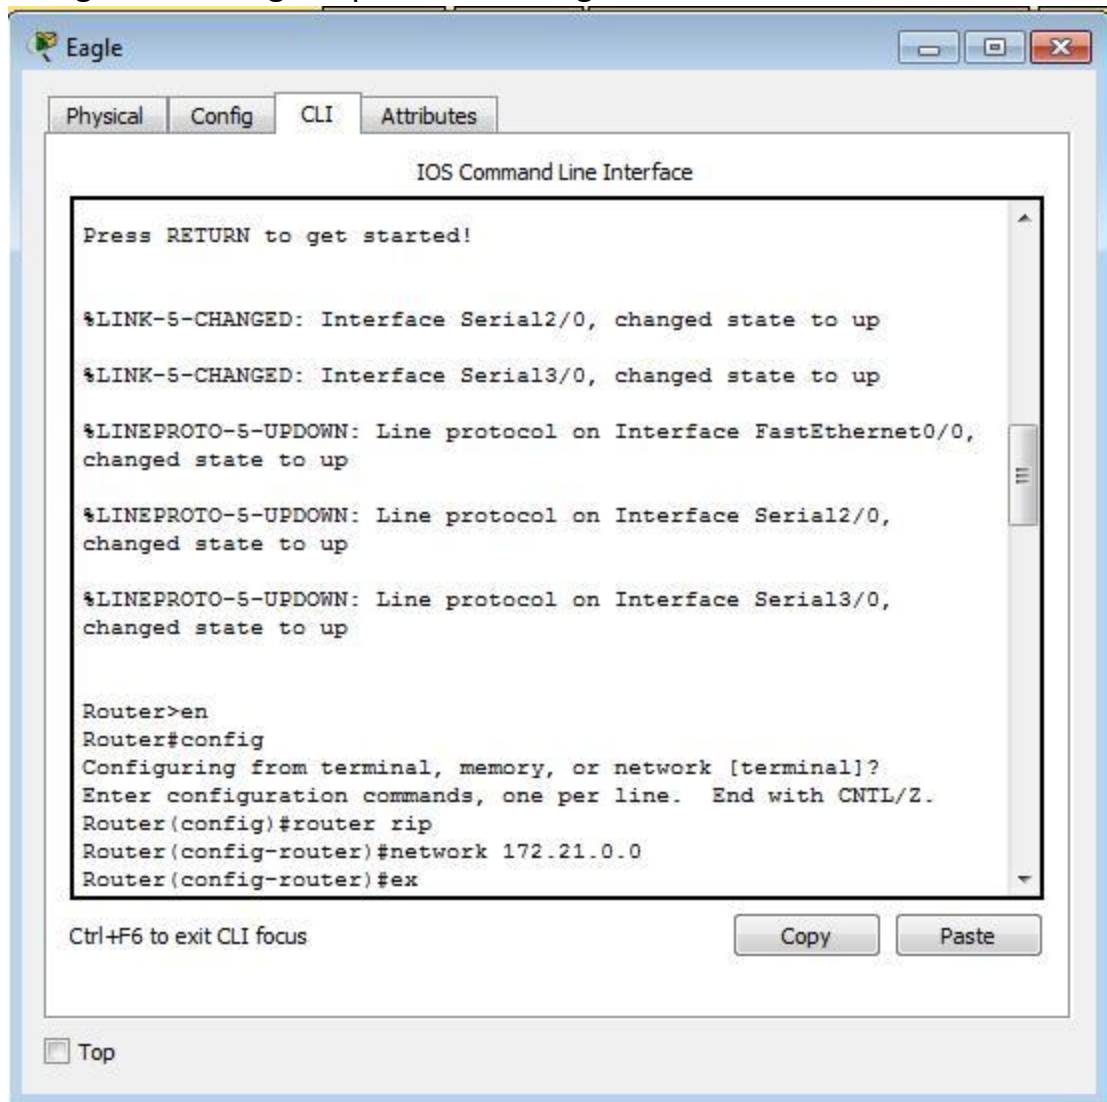 Eagle
Physical Config CLI Attributes
IOS Command Line Interface
Press RETURN to get started!
%LINK-5-CHANGED: Interface Serial2/0, changed state to up
%LINK-5-CHANGED: Interface Serial3/0, changed state to up
%LINEPROTO-5-UPDOWN: Line protocol on Interface FastEthernet0/0,
changed state to up
%LINEPROTO-5-UPDOWN: Line protocol on Interface Serial2/0,
changed state to up
%LINEPROTO-5-UPDOWN: Line protocol on Interface Serial3/0,
changed state to up
Router>en
Router#config
Configuring from terminal, memory, or network [terminal]?
Enter configuration commands, one per line.  End with CNTL/Z.
Router(config)#router rip
Router(config-router)#network 172.21.0.0
Router(config-router)#ex
Ctrl+F6 to exit CLI focus
Copy Paste
Top